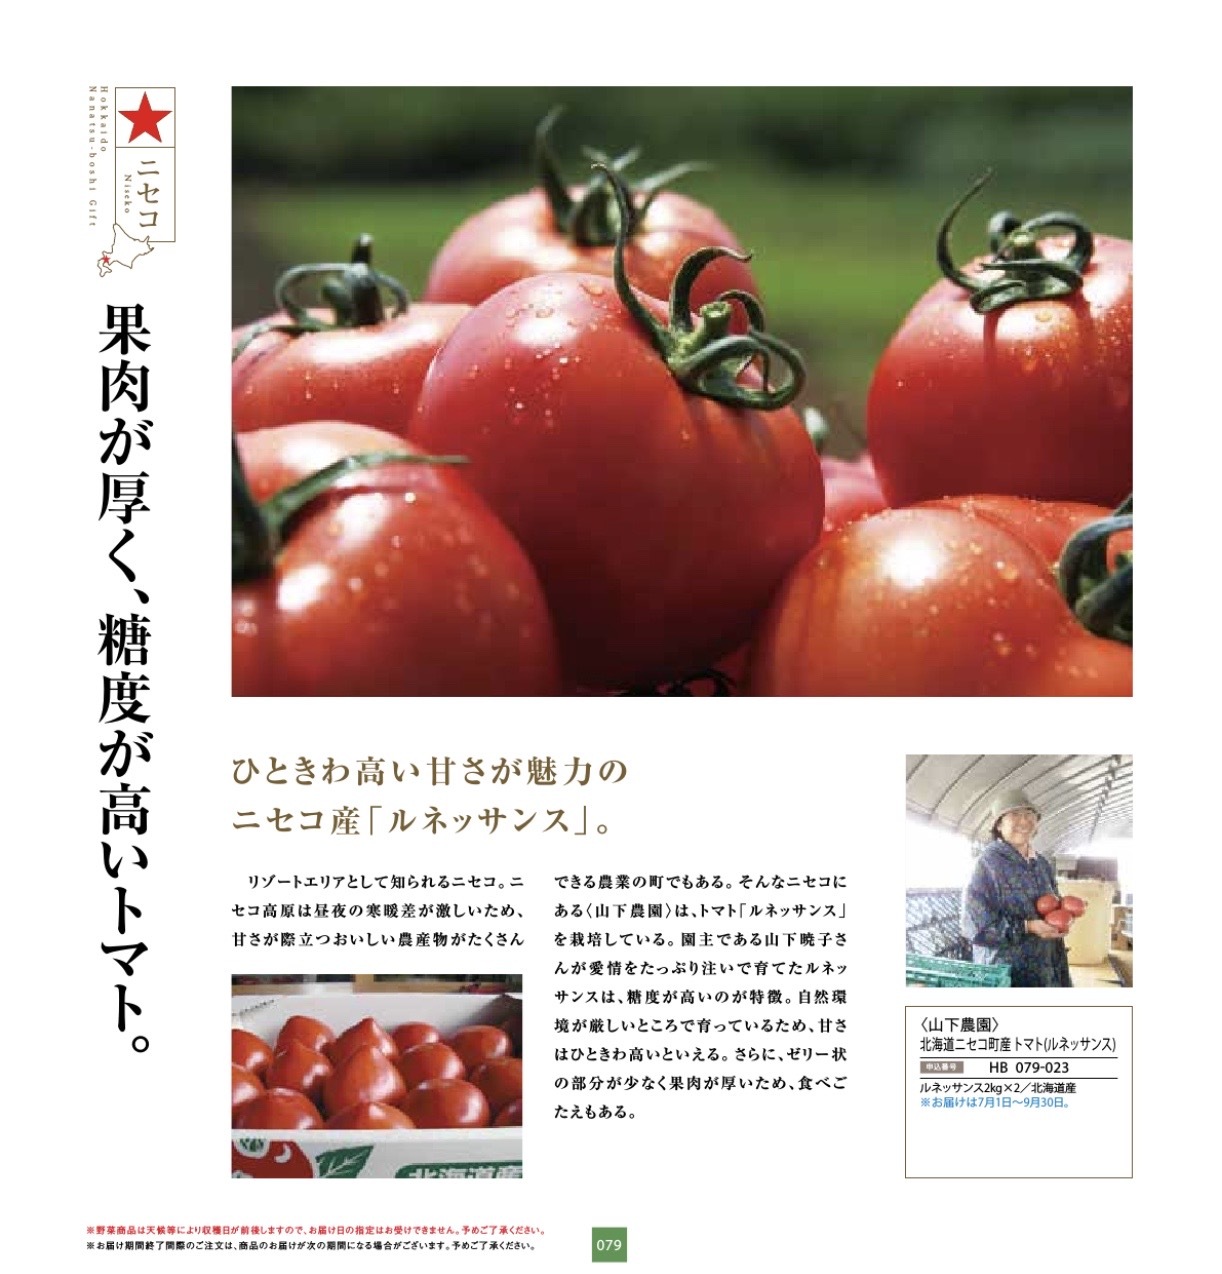 Hokkaido
Nanatsu-boshi Gift
ニセコ
Niseko
果肉が厚く、糖度が高いトマト。
ひときわ高い甘さが魅力の
ニセコ産「ルネッサンス」。
リゾートエリアとして知られるニセコ。ニ
セコ高原は昼夜の寒暖差が激しいため、
甘さが際立つおいしい農産物がたくさん
できる農業の町でもある。そんなニセコに
ある〈山下農園〉は、トマト「ルネッサンス」
を栽培している。園主である山下暁子さ
んが愛情をたっぷり注いで育てたルネッ
サンスは、糖度が高いのが特徴。自然環
境が厳しいところで育っているため、甘さ
はひときわ高いといえる。さらに、ゼリー状
の部分が少なく果肉が厚いため、食べご
たえもある。
北海道産
〈山下農園〉
北海道ニセコ町産 トマト(ルネッサンス)
申込番号 HB 079-023
ルネッサンス2kg×2／北海道産
※お届けは7月1日〜9月30日。
※野菜商品は天候等により収穫日が前後しますので、お届け日の指定はお受けできません。予めご了承ください。
※お届け期間終了間際のご注文は、商品のお届けが次の期間になる場合がございます。予めご了承ください。
079